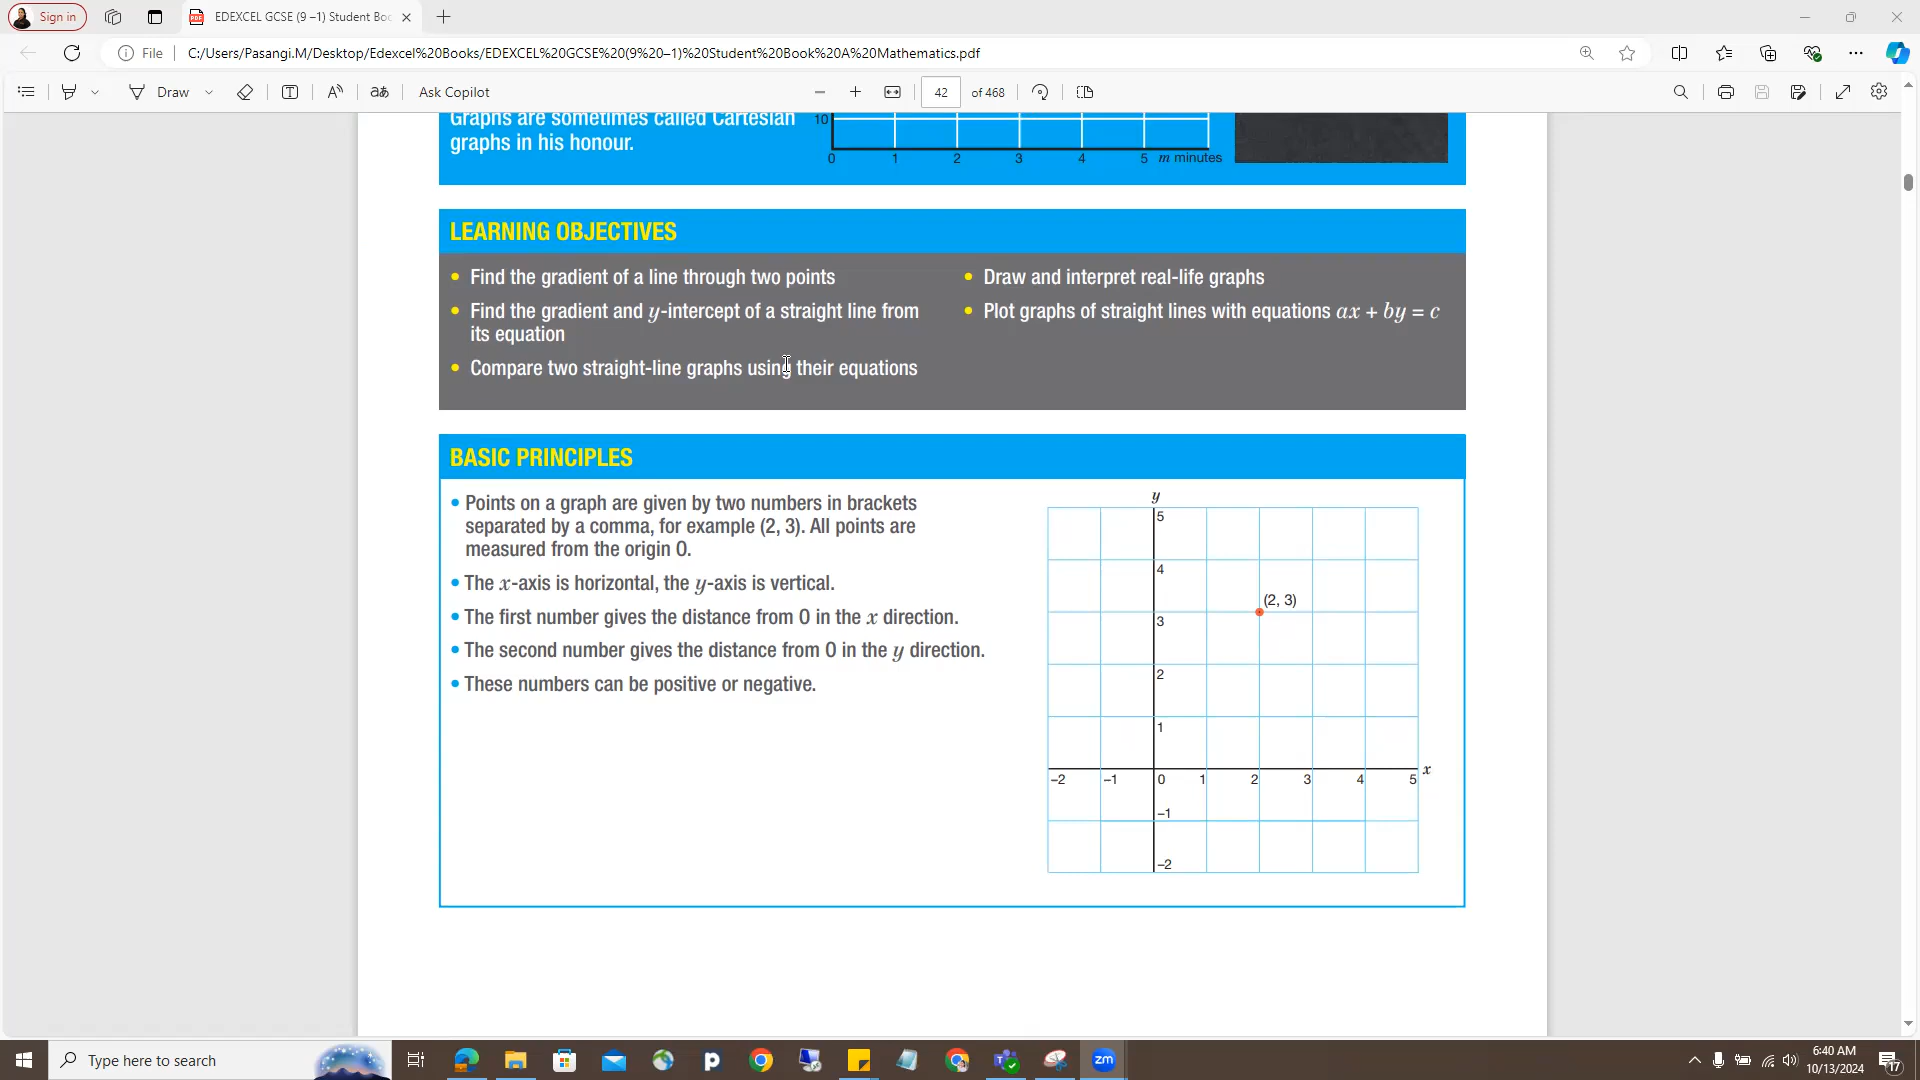 Sign in
EDEXCEL GCSE (9 –1) Student Boo
File
C:/Users/Pasangi.M/Desktop/Edexcel%20Books/EDEXCEL%20GCSE%20(9%20–1)%20Student%20Book%20A%20Mathematics.pdf
Draw
aあ
Ask Copilot
42
of 468
Graphs are sometimes called Cartesian
graphs in his honour.
10
0 1 2 3 4 5 m minutes
LEARNING OBJECTIVES
• Find the gradient of a line through two points
• Find the gradient and y-intercept of a straight line from
its equation
• Compare two straight-line graphs using their equations
• Draw and interpret real-life graphs
• Plot graphs of straight lines with equations ax + by = c
BASIC PRINCIPLES
• Points on a graph are given by two numbers in brackets
separated by a comma, for example (2, 3). All points are
measured from the origin O.
• The x-axis is horizontal, the y-axis is vertical.
• The first number gives the distance from O in the x direction.
• The second number gives the distance from O in the y direction.
• These numbers can be positive or negative.
y
5
4
(2, 3)
3
2
1
x
–2 –1 0 1 2 3 4 5
–1
–2
Type here to search
zm
6:40 AM
10/13/2024
17